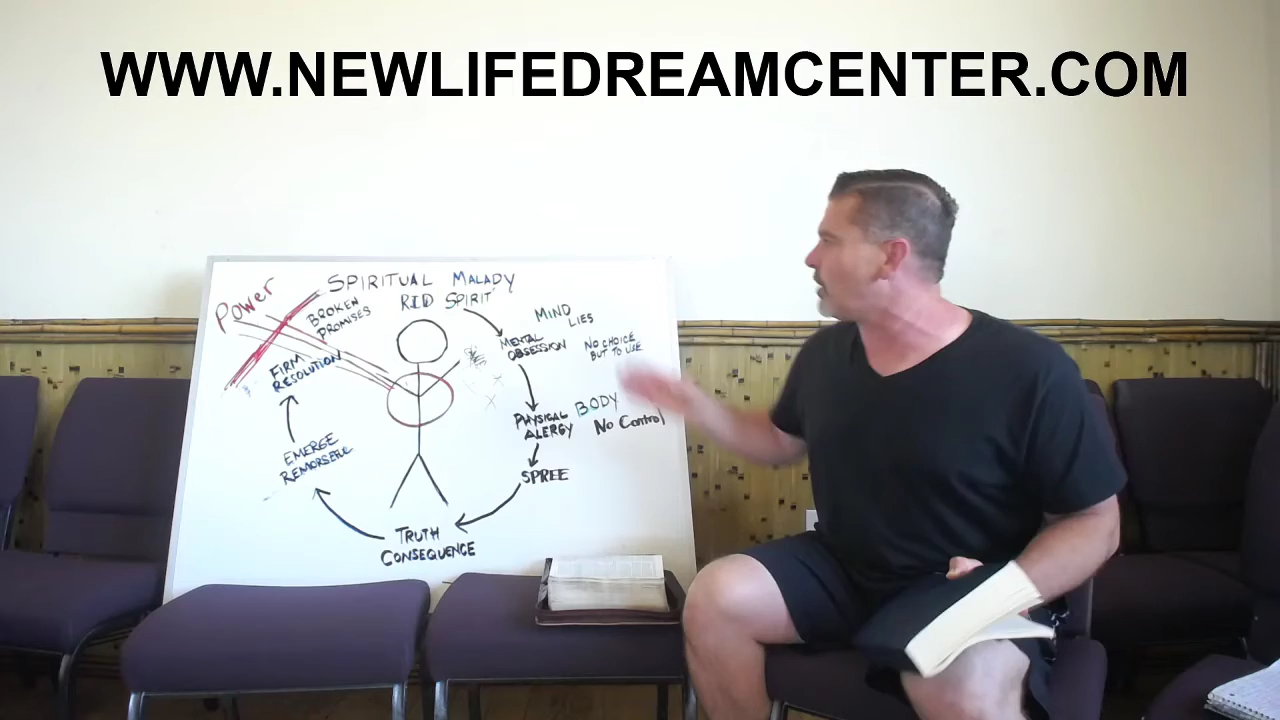 WWW.NEWLIFEDREAMCENTER.COM
Power
SPIRITUAL MALADY
RID SPIRIT
BROKEN
PROMISES
MIND
LIES
MENTAL
OBSESSION
NO CHOICE
BUT TO USE
FIRM
RESOLUTION
PHYSICAL
ALERGY
BODY
No Control
EMERGE
REMORSEFUL
SPREE
TRUTH
CONSEQUENCE